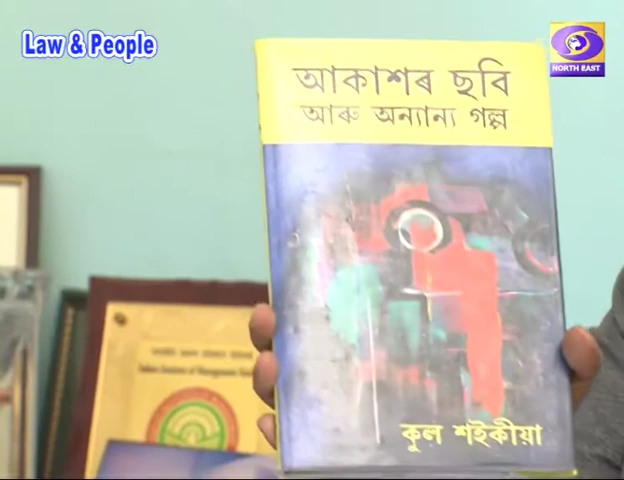 Law & People
NORTH EAST
আকাশৰ ছবি
আৰু অন্যান্য গল্প
কুল শইকীয়া